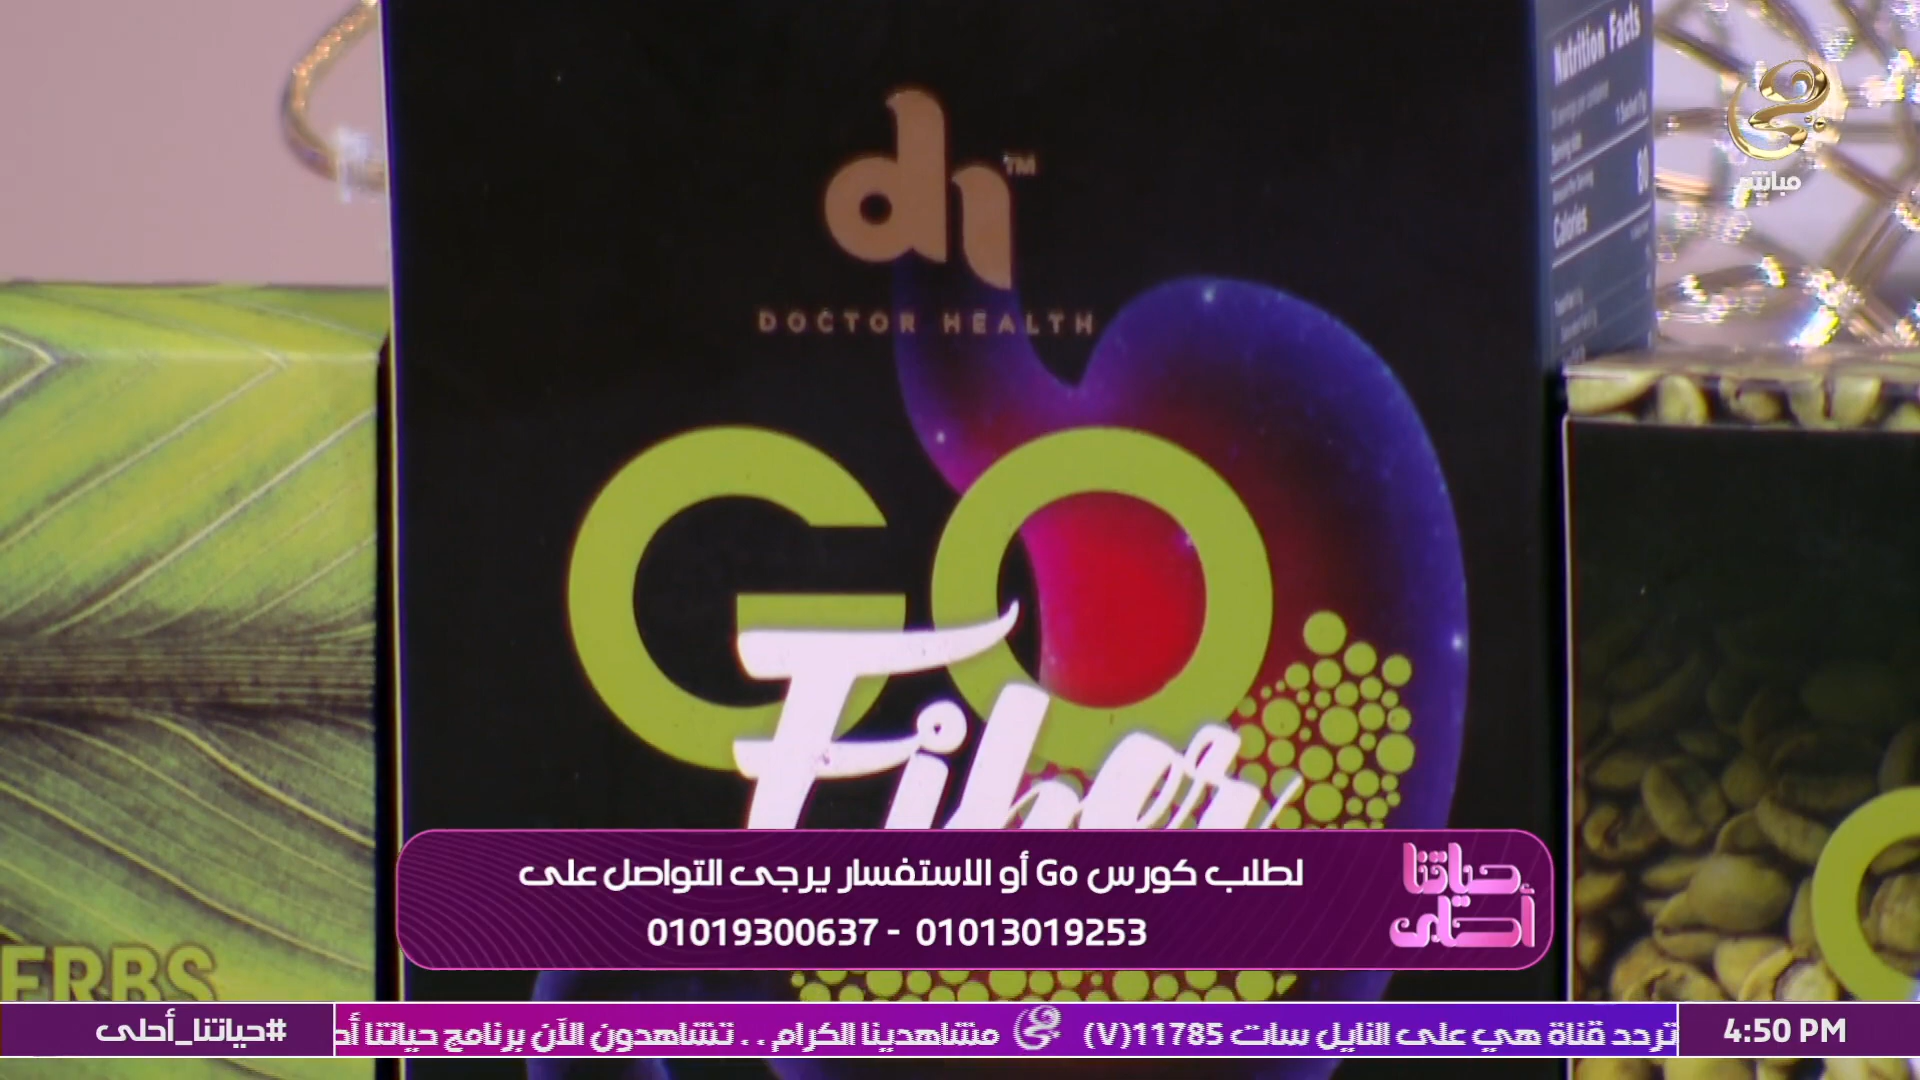 Nutrition Facts
Calories
80
مباشر
dh™
DOCTOR HEALTH
GO
Fiber
ERBS
لطلب كورس Go أو الاستفسار يرجى التواصل على
01019300637 - 01013019253
حياتنا
أحلى
#حياتنا_أحلى
تردد قناة هي على النايل سات 11785(V)
مشاهدينا الكرام . . تشاهدون الآن برنامج حياتنا أح
4:50 PM